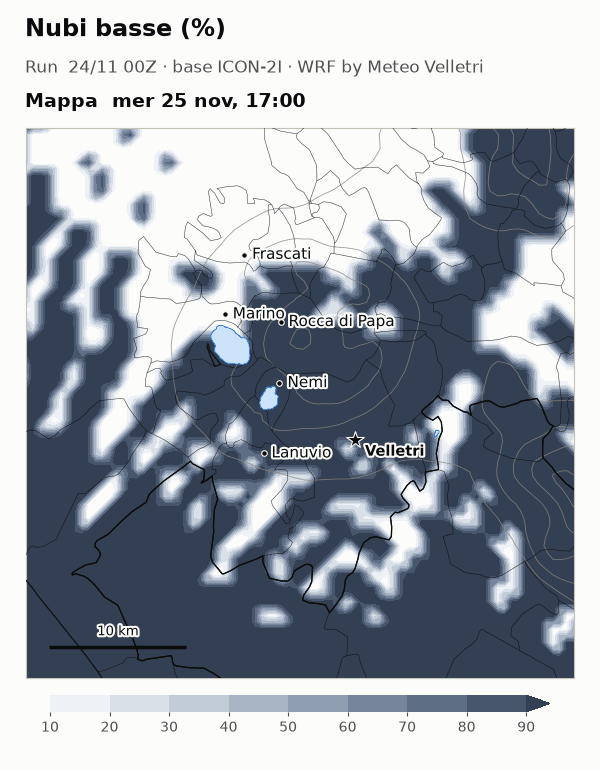 Nubi basse (%)
Run  24/11 00Z · base ICON-2I · WRF by Meteo Velletri
Mappa  mer 25 nov, 17:00
Frascati
Marino
Rocca di Papa
Nemi
Velletri
Lanuvio
10 km
10 20 30 40 50 60 70 80 90